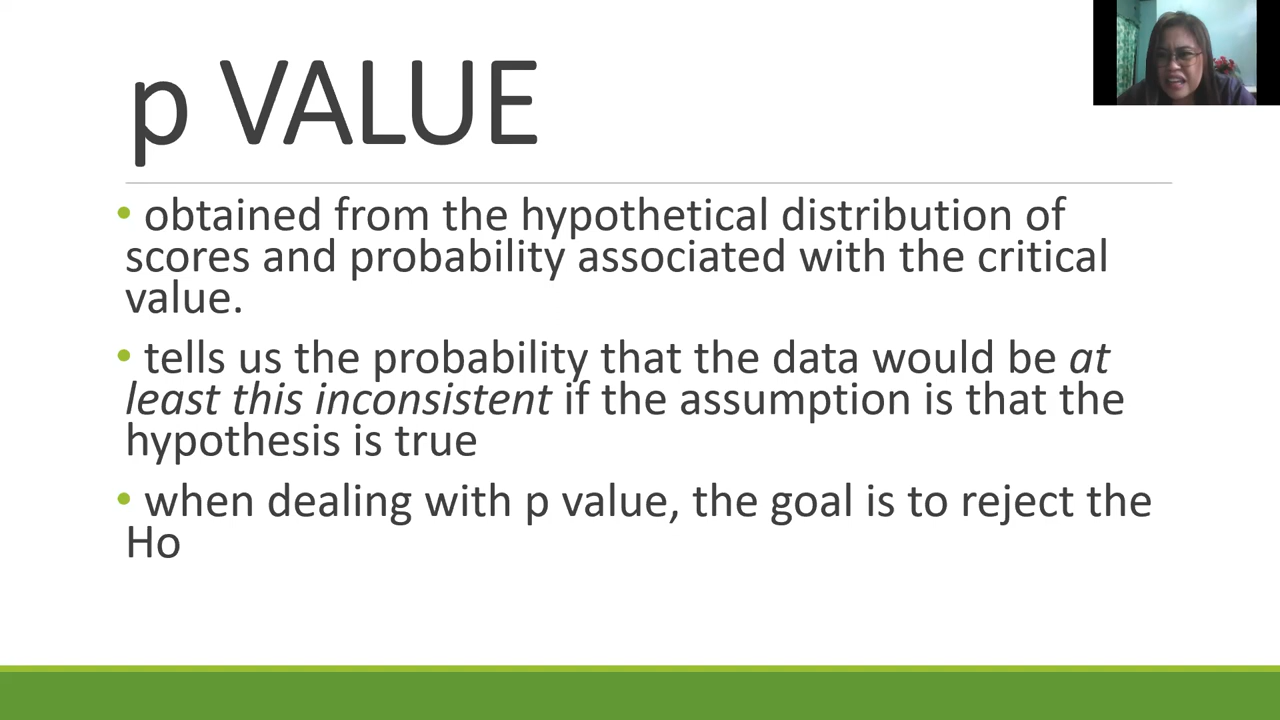 p VALUE
• obtained from the hypothetical distribution of
scores and probability associated with the critical
value.
• tells us the probability that the data would be at
least this inconsistent if the assumption is that the
hypothesis is true
• when dealing with p value, the goal is to reject the
Ho